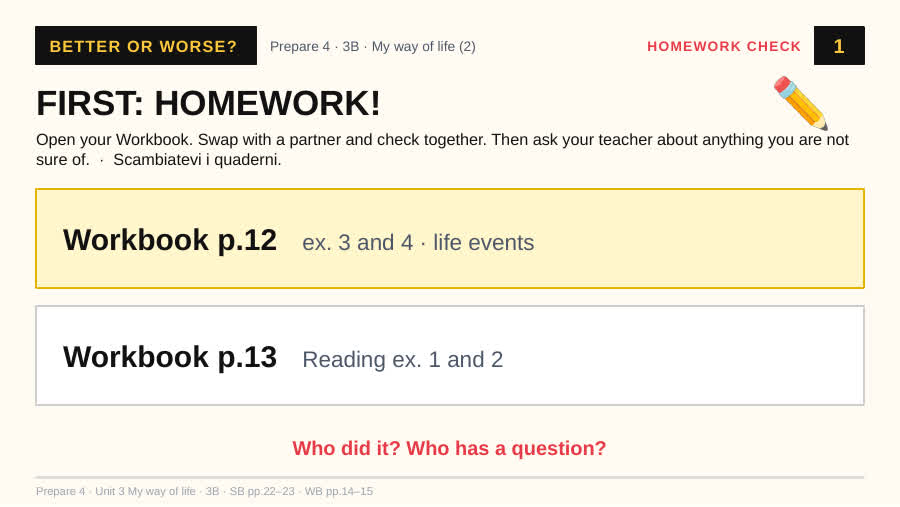 BETTER OR WORSE?
Prepare 4 · 3B · My way of life (2)
HOMEWORK CHECK
1
FIRST: HOMEWORK!
Open your Workbook. Swap with a partner and check together. Then ask your teacher about anything you are not
sure of. · Scambiatevi i quaderni.
Workbook p.12 ex. 3 and 4 · life events
Workbook p.13 Reading ex. 1 and 2
Who did it? Who has a question?
Prepare 4 · Unit 3 My way of life · 3B · SB pp.22–23 · WB pp.14–15